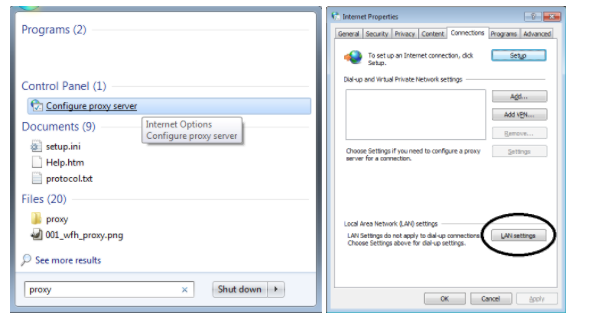 Programs (2)
Control Panel (1)
Configure proxy server
Internet Options
Configure proxy server
Documents (9)
setup.ini
Help.htm
protocol.txt
Files (20)
proxy
001_wfh_proxy.png
See more results
proxy
Shut down
Internet Properties
General Security Privacy Content Connections Programs Advanced
To set up an Internet connection, click
Setup.
Setup
Dial-up and Virtual Private Network settings
Add...
Add VPN...
Remove...
Choose Settings if you need to configure a proxy
server for a connection.
Settings
Local Area Network (LAN) settings
LAN Settings do not apply to dial-up connections.
Choose Settings above for dial-up settings.
LAN settings
OK Cancel Apply